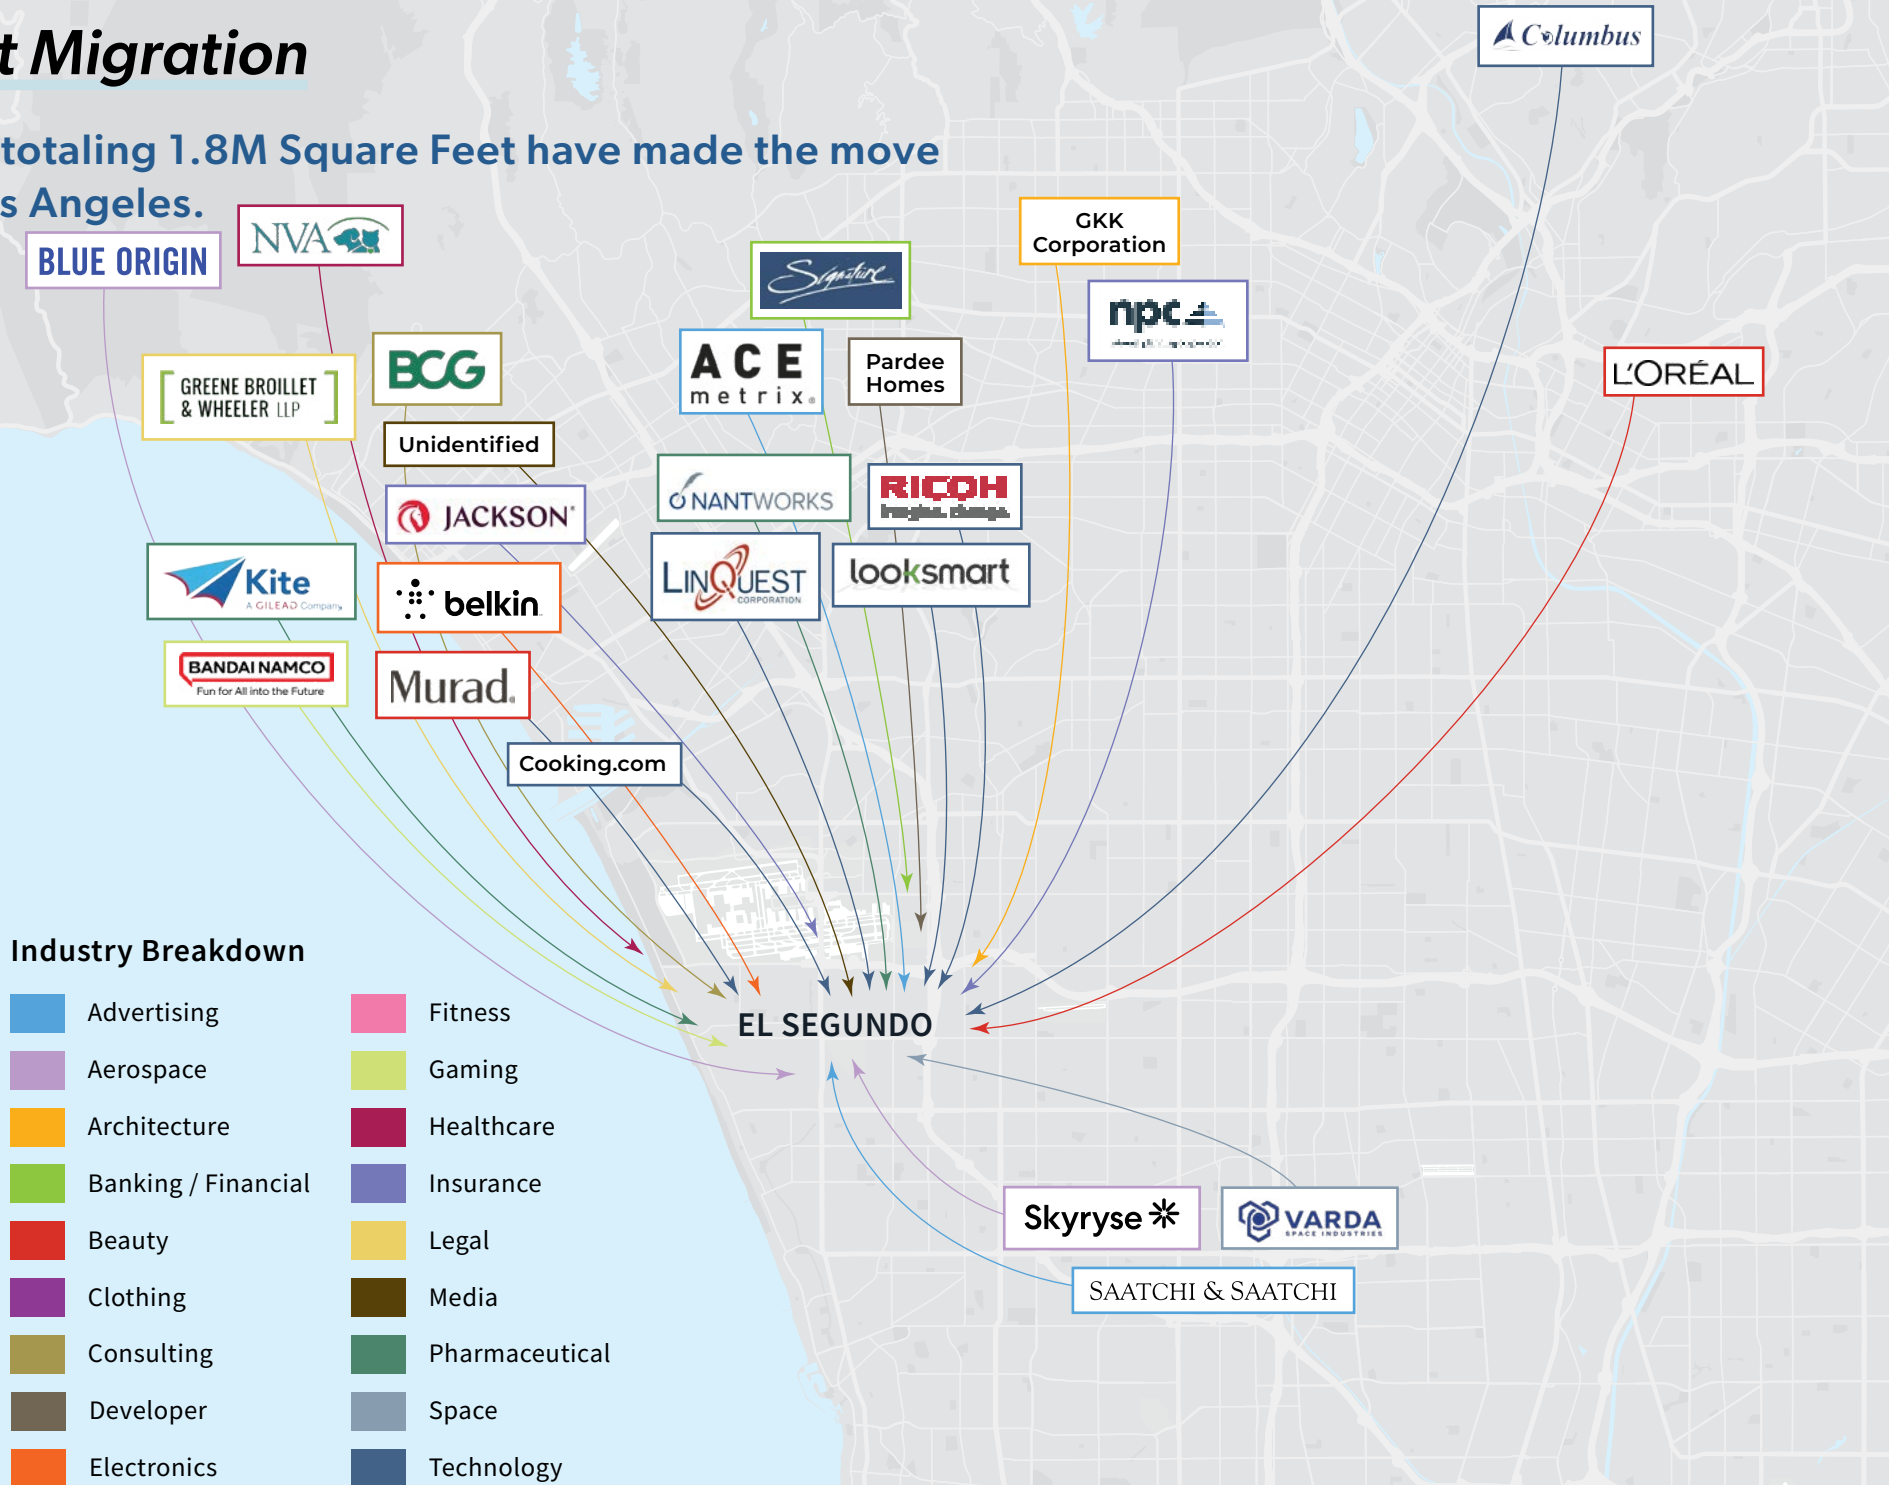 t Migration
totaling 1.8M Square Feet have made the move
s Angeles.
Columbus
BLUE ORIGIN
NVA
Signature
GKK
Corporation
npc
GREENE BROILLET
& WHEELER LLP
BCG
ACE
metrix®
Pardee
Homes
L'ORÉAL
Unidentified
JACKSON®
NANTWORKS
RICOH
imagine. change.
Kite
A GILEAD Company
belkin
LINQUEST
CORPORATION
looksmart
BANDAI NAMCO
Fun for All into the Future
Murad.
Cooking.com
EL SEGUNDO
Skyryse
VARDA
SPACE INDUSTRIES
SAATCHI & SAATCHI
Industry Breakdown
Advertising
Aerospace
Architecture
Banking / Financial
Beauty
Clothing
Consulting
Developer
Electronics
Fitness
Gaming
Healthcare
Insurance
Legal
Media
Pharmaceutical
Space
Technology